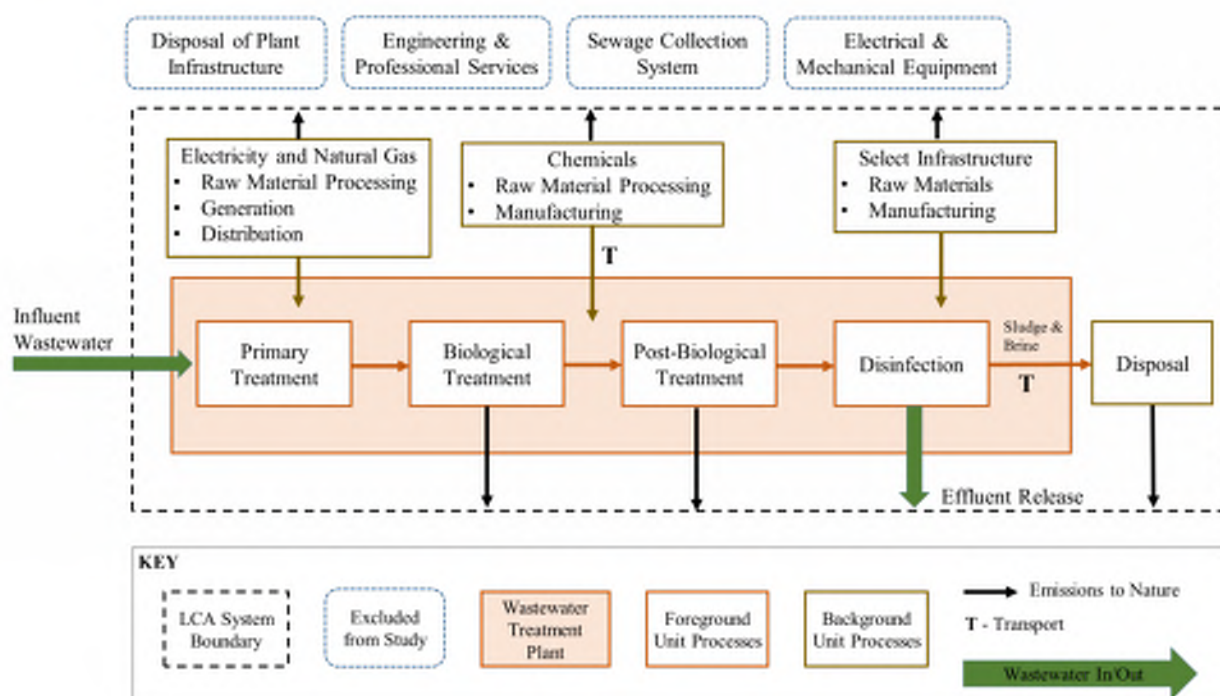 Disposal of Plant
Infrastructure
Engineering &
Professional Services
Sewage Collection
System
Electrical &
Mechanical Equipment
Electricity and Natural Gas
• Raw Material Processing
• Generation
• Distribution
Chemicals
• Raw Material Processing
• Manufacturing
Select Infrastructure
• Raw Materials
• Manufacturing
T
Influent
Wastewater
Primary
Treatment
Biological
Treatment
Post-Biological
Treatment
Disinfection
Sludge &
Brine
T
Disposal
Effluent Release
KEY
LCA System
Boundary
Excluded
from Study
Wastewater
Treatment
Plant
Foreground
Unit Processes
Background
Unit Processes
Emissions to Nature
T - Transport
Wastewater In/Out